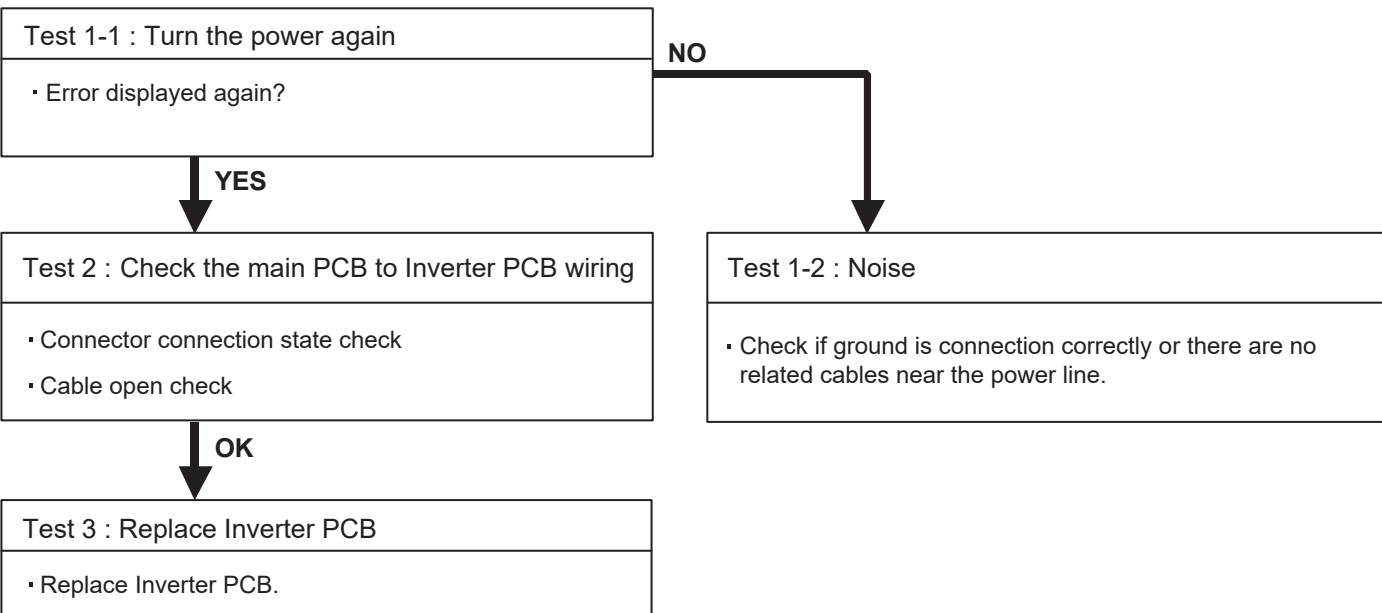 Test 1-1 : Turn the power again
NO
· Error displayed again?
YES
Test 2 : Check the main PCB to Inverter PCB wiring
· Connector connection state check
· Cable open check
Test 1-2 : Noise
· Check if ground is connection correctly or there are no
related cables near the power line.
OK
Test 3 : Replace Inverter PCB
· Replace Inverter PCB.